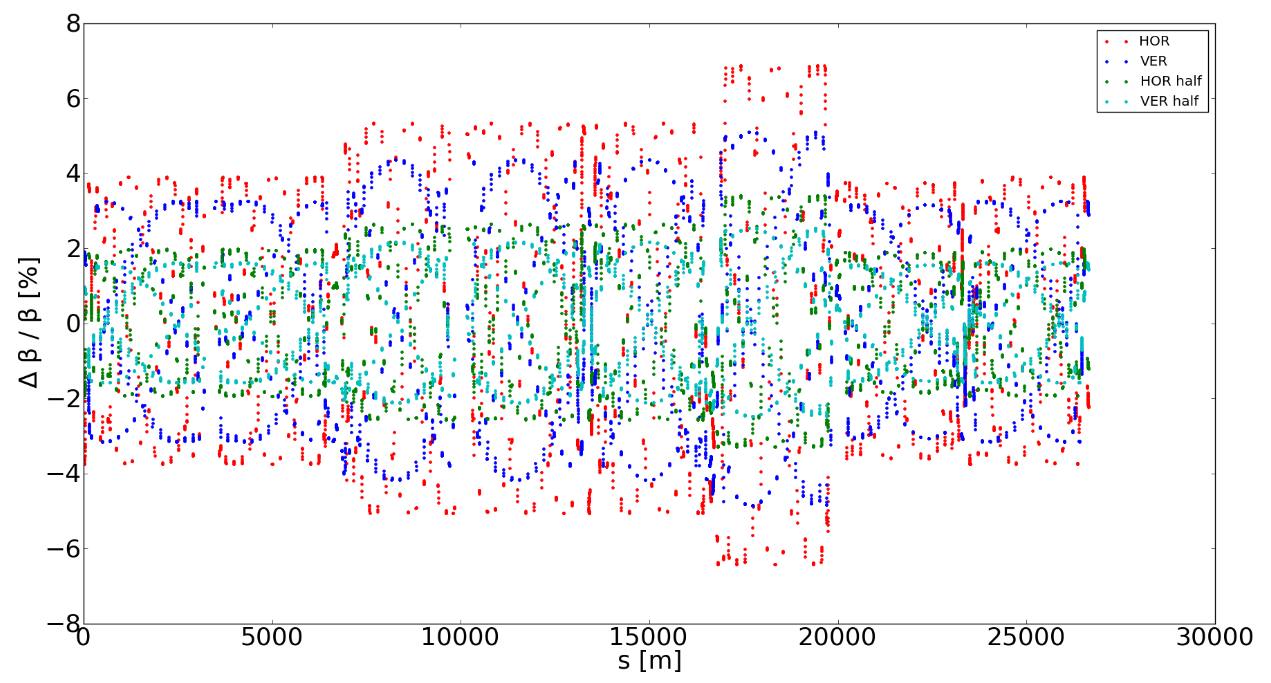 8
6
4
2
0
−2
−4
−6
−8
Δ β / β [%]
0 5000 10000 15000 20000 25000 30000
s [m]
HOR
VER
HOR half
VER half